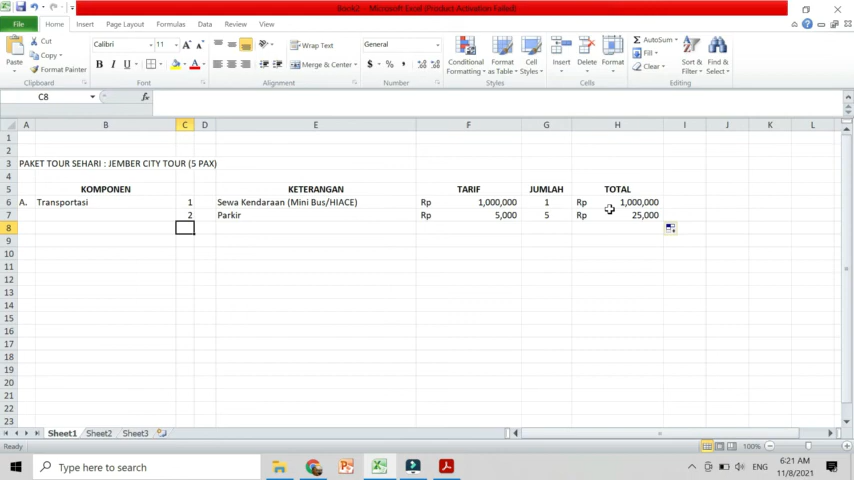 Book2 - Microsoft Excel (Product Activation Failed)
File Home Insert Page Layout Formulas Data Review View
Paste Cut Copy Format Painter Clipboard
Calibri 11 A A B I U A Font
Wrap Text Merge & Center Alignment
General $ % , Number
Conditional Formatting Format as Table Cell Styles Styles
Insert Delete Format Cells
Σ AutoSum Fill Clear Sort & Filter Find & Select Editing
C8 fx
A B C D E F G H I J K L
1
2
3 PAKET TOUR SEHARI : JEMBER CITY TOUR (5 PAX)
4
5 KOMPONEN KETERANGAN TARIF JUMLAH TOTAL
6 A. Transportasi 1 Sewa Kendaraan (Mini Bus/HIACE) Rp 1,000,000 1 Rp 1,000,000
7 2 Parkir Rp 5,000 5 Rp 25,000
8
9
10
11
12
13
14
15
16
17
18
19
20
21
22
23
Sheet1 Sheet2 Sheet3
Ready 100%
Type here to search ENG 6:21 AM
11/8/2021